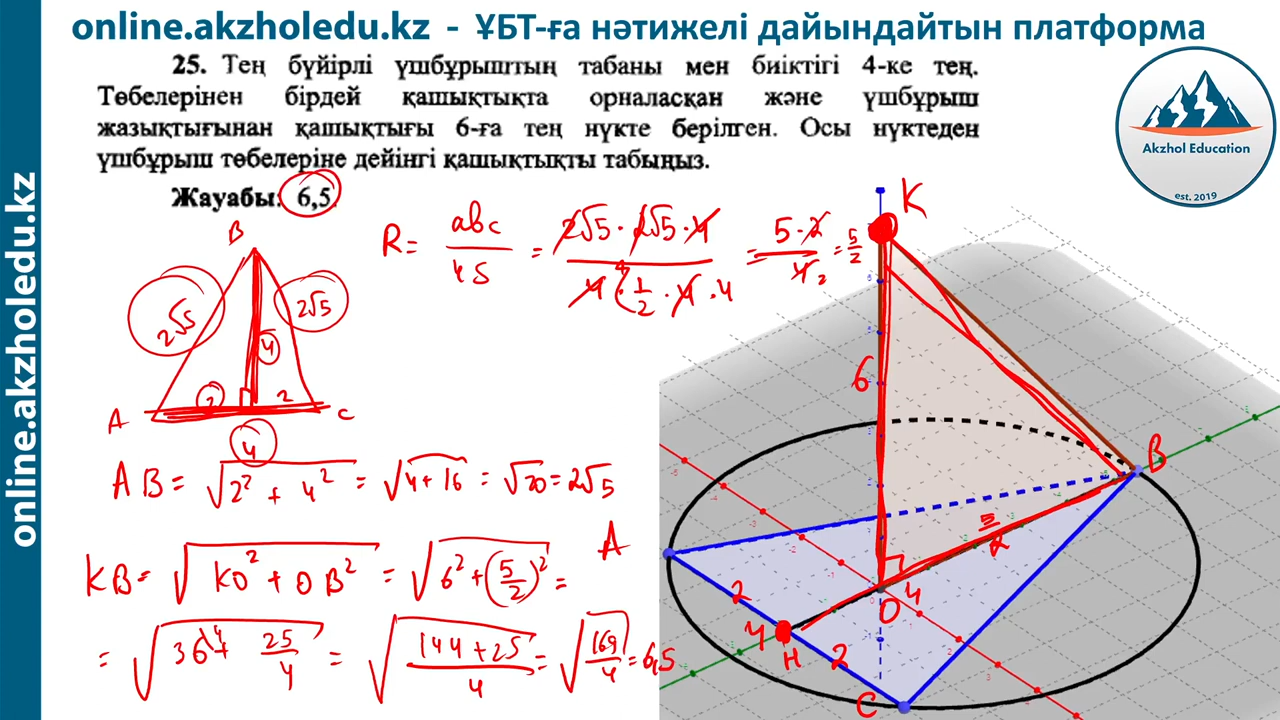 online.akzholedu.kz - ҰБТ-ға нәтижелі дайындайтын платформа
25. Тең бүйірлі үшбұрыштың табаны мен биіктігі 4-ке тең.
Төбелерінен бірдей қашықтықта орналасқан және үшбұрыш
жазықтығынан қашықтығы 6-ға тең нүкте берілген. Осы нүктеден
үшбұрыш төбелеріне дейінгі қашықтықты табыңыз.
Жауабы: 6,5
Akzhol Education
est. 2019
online.akzholedu.kz
B
2√5
2√5
4
2
2
A
C
4
R = abc / 4S = 2√5 · 2√5 · 4 / 4 · 1/2 · 4 · 4 = 5 · 2 / 4 2 = 5/2
AB = √2² + 4² = √4+16 = √20 = 2√5
KB = √KO² + OB² = √6² + (5/2)² =
= √36 4 + 25/4 = √144+25 / 4 = √169/4 = 6,5
K
6
B
5/2
A
O
4
2
4
H
2
C